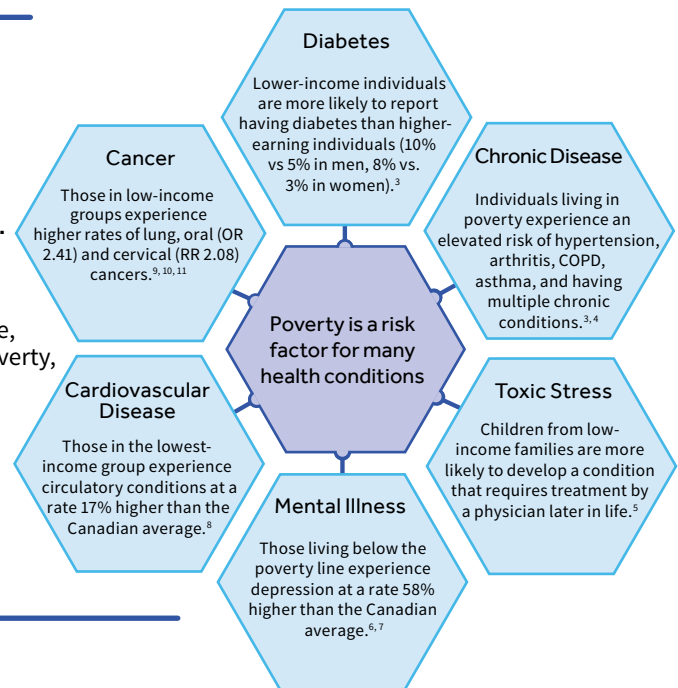 Diabetes
Lower-income individuals
are more likely to report
having diabetes than higher-
earning individuals (10%
vs 5% in men, 8% vs.
3% in women).³
Cancer
Those in low-income
groups experience
higher rates of lung, oral (OR
2.41) and cervical (RR 2.08)
cancers.⁹, ¹⁰, ¹¹
Chronic Disease
Individuals living in
poverty experience an
elevated risk of hypertension,
arthritis, COPD,
asthma, and having
multiple chronic
conditions.³, ⁴
.
e,
verty,
Poverty is a risk
factor for many
health conditions
Cardiovascular
Disease
Those in the lowest-
income group experience
circulatory conditions at a
rate 17% higher than the
Canadian average.⁸
Toxic Stress
Children from low-
income families are more
likely to develop a condition
that requires treatment by
a physician later in life.⁵
Mental Illness
Those living below the
poverty line experience
depression at a rate 58%
higher than the Canadian
average.⁶, ⁷